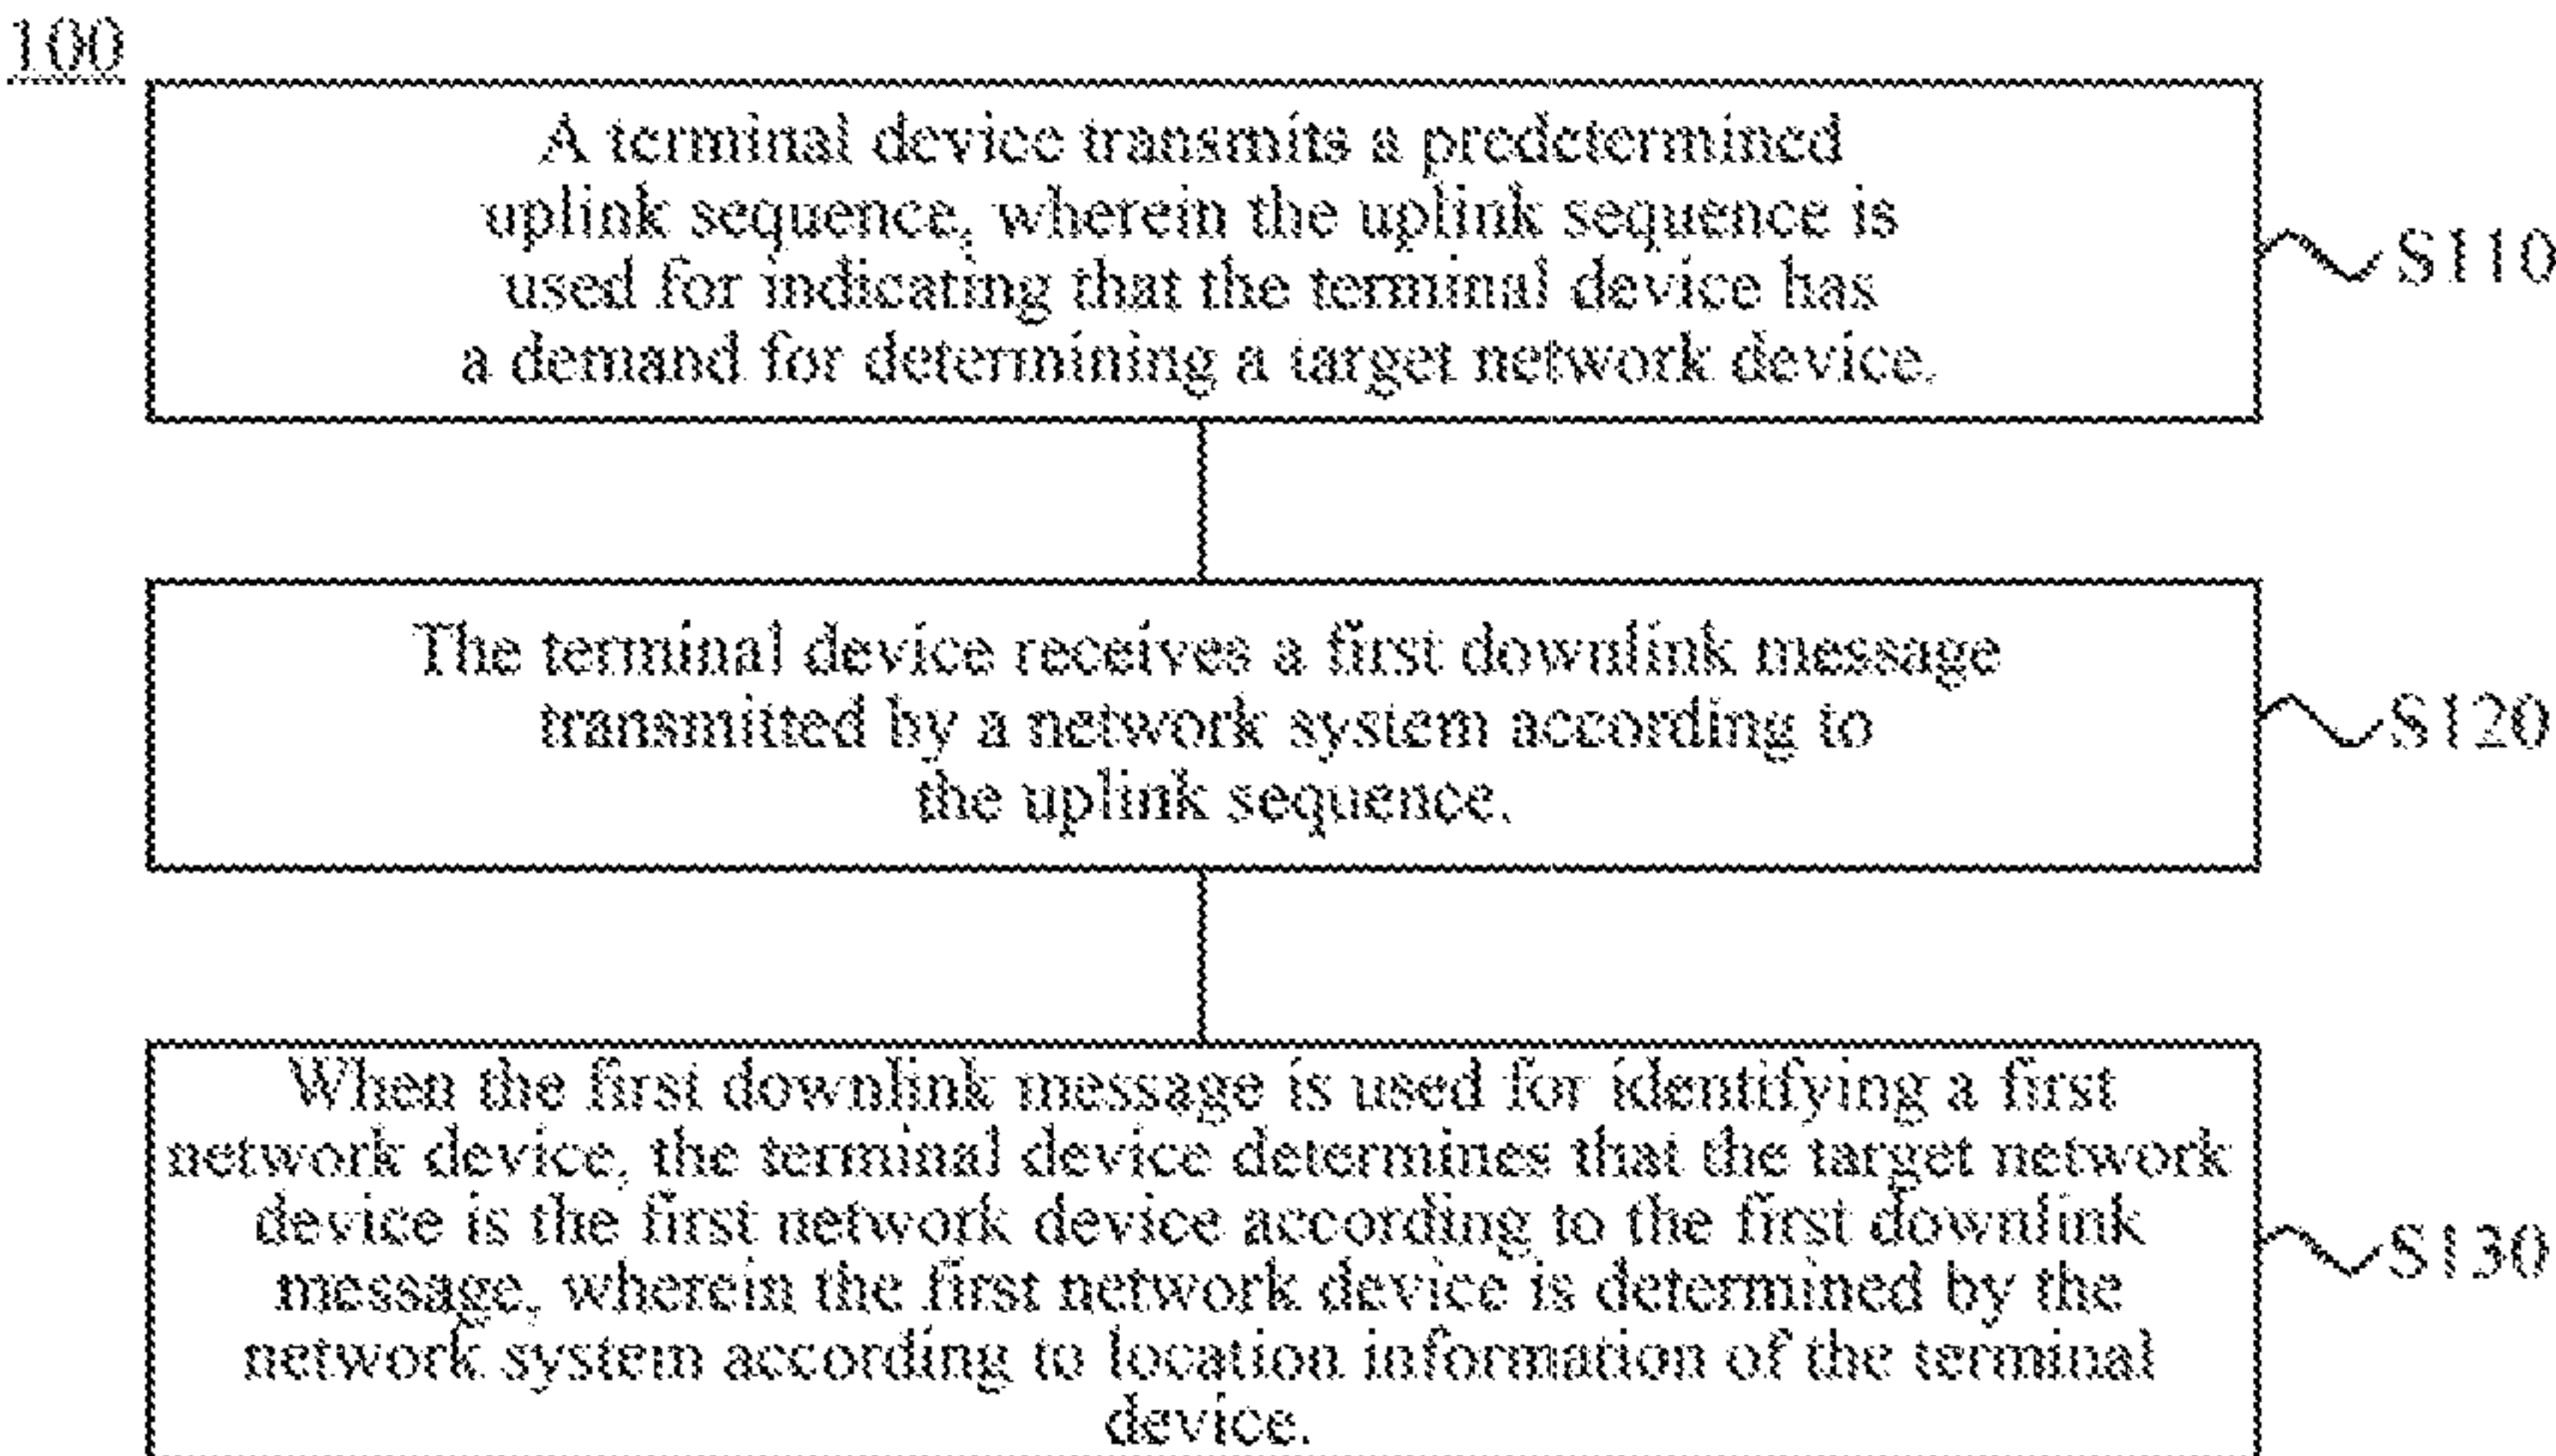 100
A terminal device transmits a predetermined
uplink sequence, wherein the uplink sequence is
used for indicating that the terminal device has
a demand for determining a target network device.
S110
The terminal device receives a first downlink message
transmitted by a network system according to
the uplink sequence.
S120
When the first downlink message is used for identifying a first
network device, the terminal device determines that the target network
device is the first network device according to the first downlink
message, wherein the first network device is determined by the
network system according to location information of the terminal
device.
S130